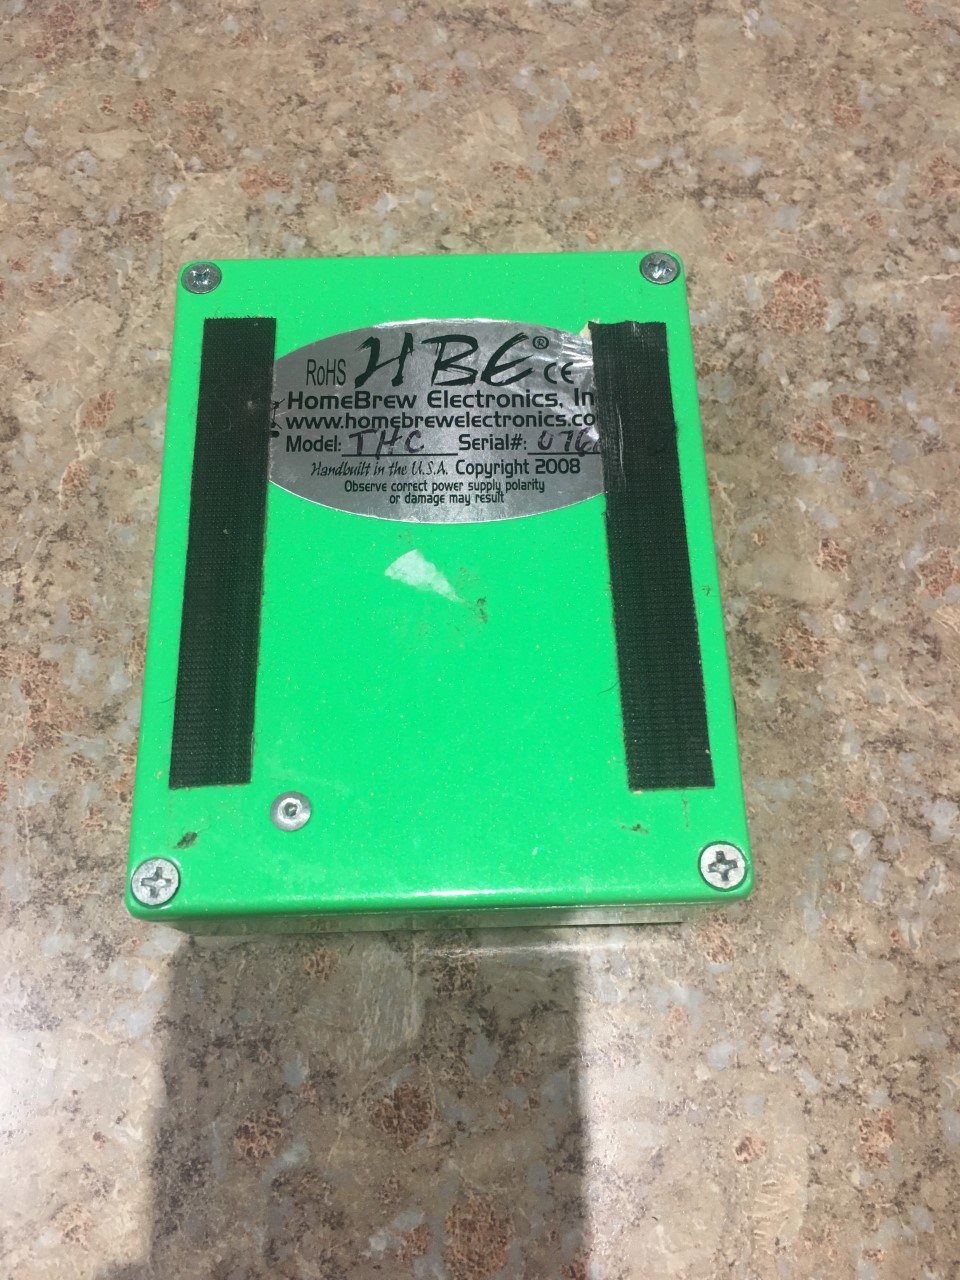 RoHS HBE® CE
HomeBrew Electronics, In
www.homebrewelectronics.co
Model: THC Serial#: 076
Handbuilt in the U.S.A. Copyright 2008
Observe correct power supply polarity
or damage may result